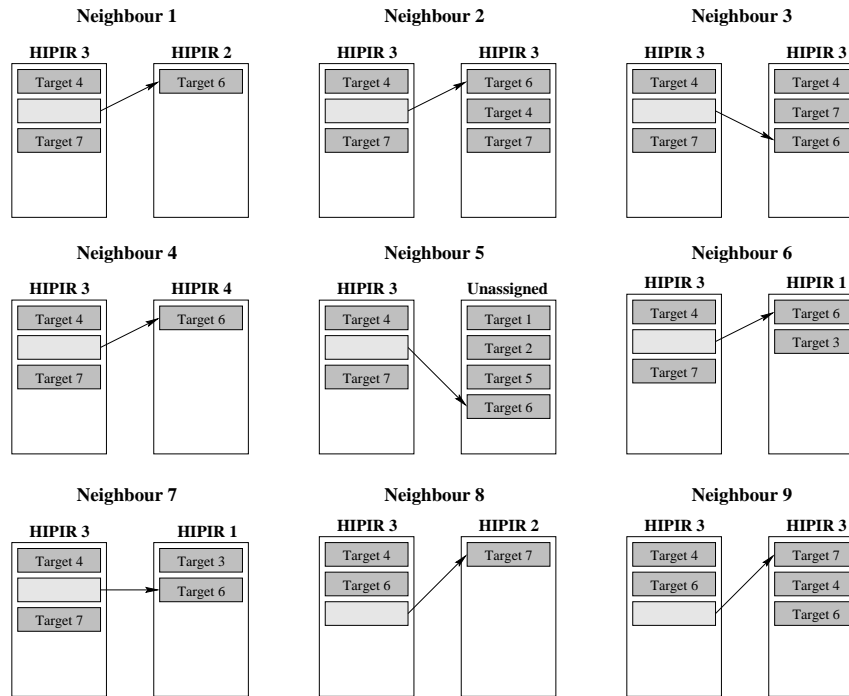 Neighbour 1
HIPIR 3 HIPIR 2
Target 4 Target 6
Target 7
Neighbour 2
HIPIR 3 HIPIR 3
Target 4 Target 6
Target 4
Target 7 Target 7
Neighbour 3
HIPIR 3 HIPIR 3
Target 4 Target 4
Target 7
Target 7 Target 6
Neighbour 4
HIPIR 3 HIPIR 4
Target 4 Target 6
Target 7
Neighbour 5
HIPIR 3 Unassigned
Target 4 Target 1
Target 2
Target 7 Target 5
Target 6
Neighbour 6
HIPIR 3 HIPIR 1
Target 4 Target 6
Target 3
Target 7
Neighbour 7
HIPIR 3 HIPIR 1
Target 4 Target 3
Target 6
Target 7
Neighbour 8
HIPIR 3 HIPIR 2
Target 4 Target 7
Target 6
Neighbour 9
HIPIR 3 HIPIR 3
Target 4 Target 7
Target 6 Target 4
Target 6